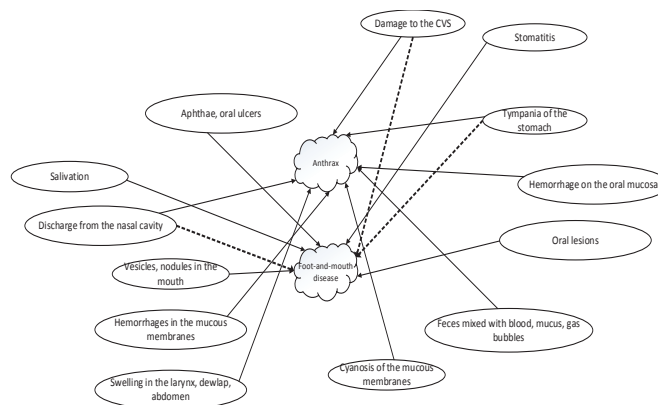 Damage to the CVS
Stomatitis
Aphthae, oral ulcers
Tympania of the
stomach
Anthrax
Salivation
Hemorrhage on the oral mucosa
Discharge from the nasal cavity
Oral lesions
Vesicles, nodules in the
mouth
Foot-and-mouth
disease
Hemorrhages in the mucous
membranes
Feces mixed with blood, mucus, gas
bubbles
Swelling in the larynx, dewlap,
abdomen
Cyanosis of the mucous
membranes